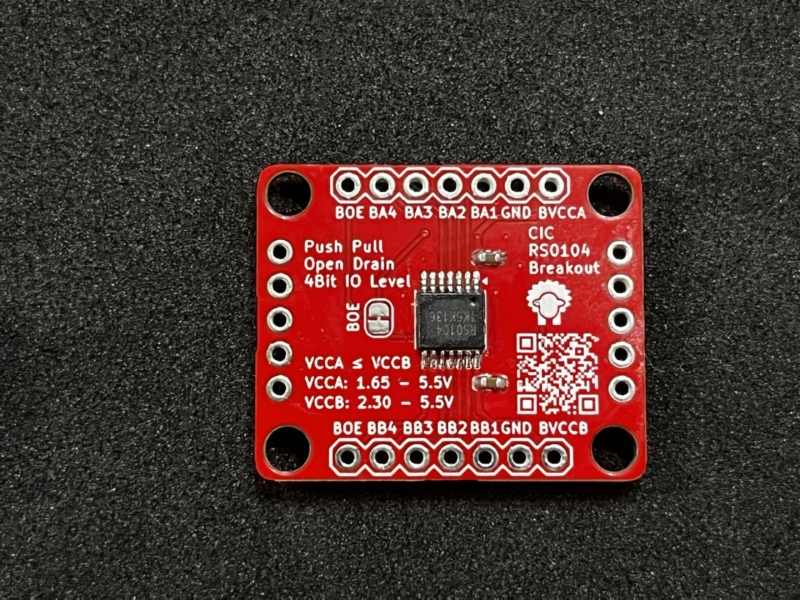 BOE BA4 BA3 BA2 BA1 GND BVCCA
Push Pull
Open Drain
4Bit IO Level
CIC
RS0104
Breakout
BOE
RS0104
TK5K136
VCCA ≤ VCCB
VCCA: 1.65 - 5.5V
VCCB: 2.30 - 5.5V
BOE BB4 BB3 BB2 BB1 GND BVCCB